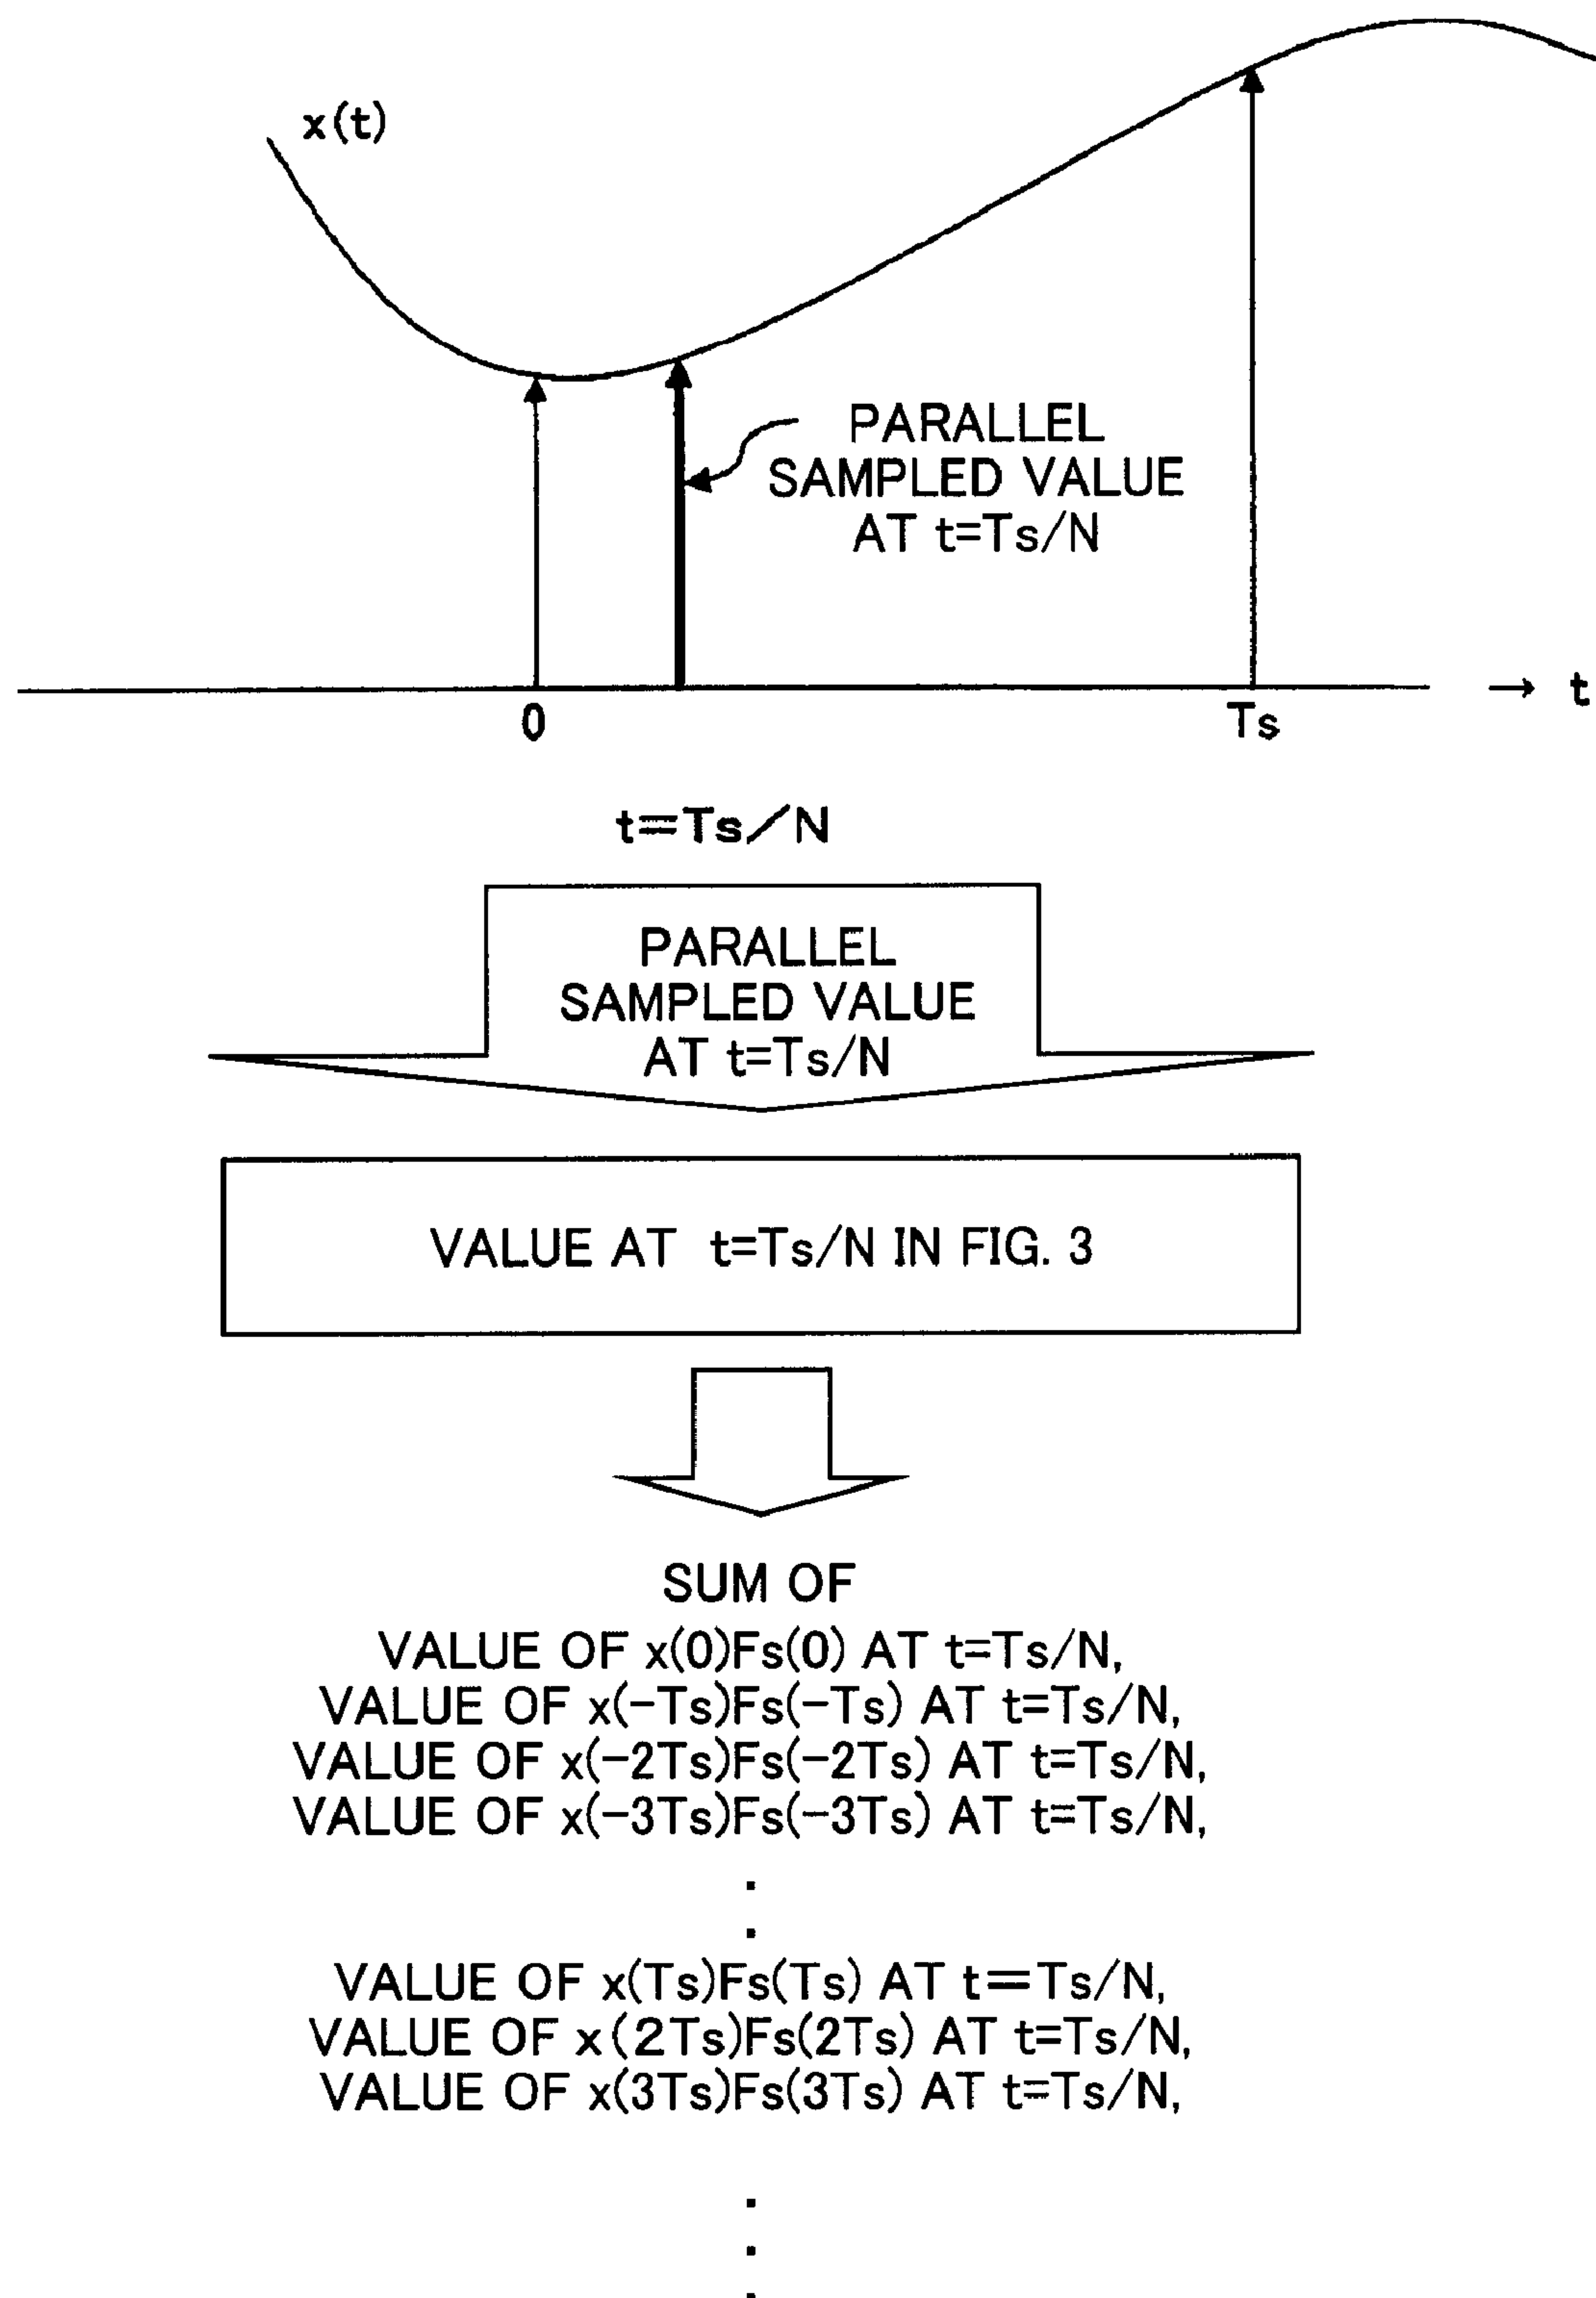 x(t)
PARALLEL
SAMPLED VALUE
AT t=Ts/N
0
Ts
→ t
t=Ts/N
PARALLEL
SAMPLED VALUE
AT t=Ts/N
VALUE AT t=Ts/N IN FIG. 3
SUM OF
VALUE OF x(0)Fs(0) AT t=Ts/N,
VALUE OF x(-Ts)Fs(-Ts) AT t=Ts/N,
VALUE OF x(-2Ts)Fs(-2Ts) AT t=Ts/N,
VALUE OF x(-3Ts)Fs(-3Ts) AT t=Ts/N,
.
.
VALUE OF x(Ts)Fs(Ts) AT t=Ts/N,
VALUE OF x(2Ts)Fs(2Ts) AT t=Ts/N,
VALUE OF x(3Ts)Fs(3Ts) AT t=Ts/N,
.
.
.